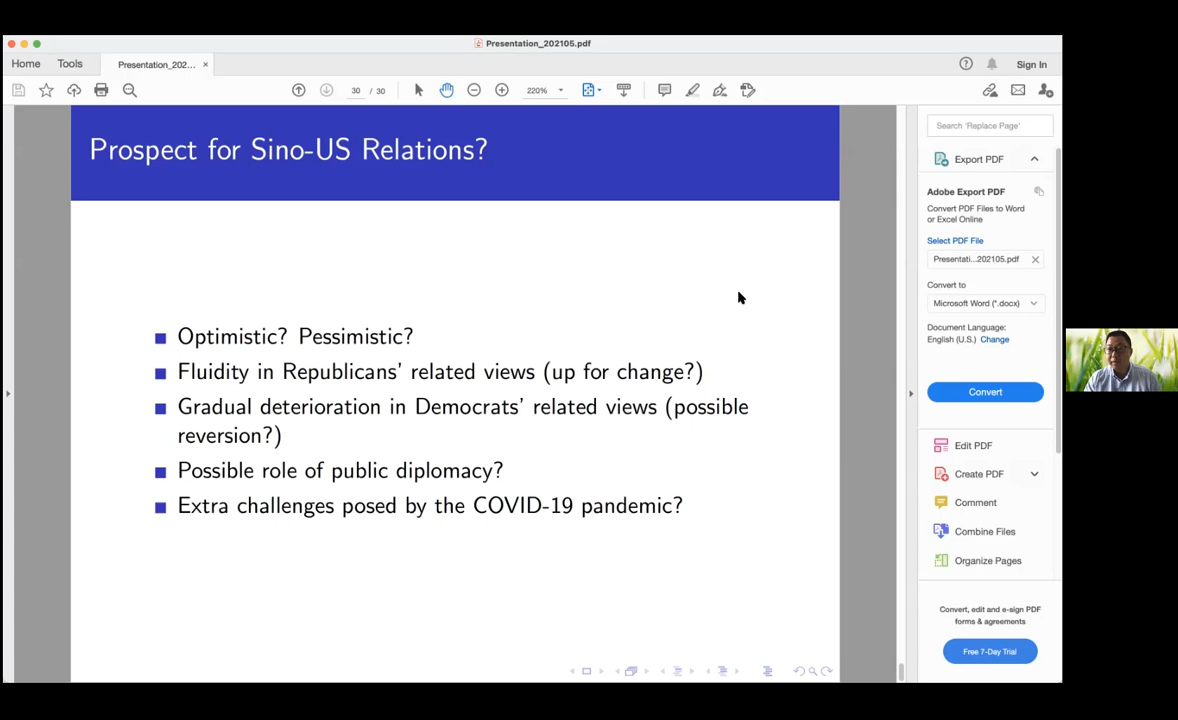 Presentation_202105.pdf
Home Tools Presentation_202... × Sign In
30 / 30 220%
Prospect for Sino-US Relations?
Optimistic? Pessimistic?
Fluidity in Republicans' related views (up for change?)
Gradual deterioration in Democrats' related views (possible
reversion?)
Possible role of public diplomacy?
Extra challenges posed by the COVID-19 pandemic?
Search 'Replace Page'
Export PDF
Adobe Export PDF
Convert PDF Files to Word
or Excel Online
Select PDF File
Presentati...202105.pdf
Convert to
Microsoft Word (*.docx)
Document Language:
English (U.S.) Change
Convert
Edit PDF
Create PDF
Comment
Combine Files
Organize Pages
Convert, edit and e-sign PDF
forms & agreements
Free 7-Day Trial